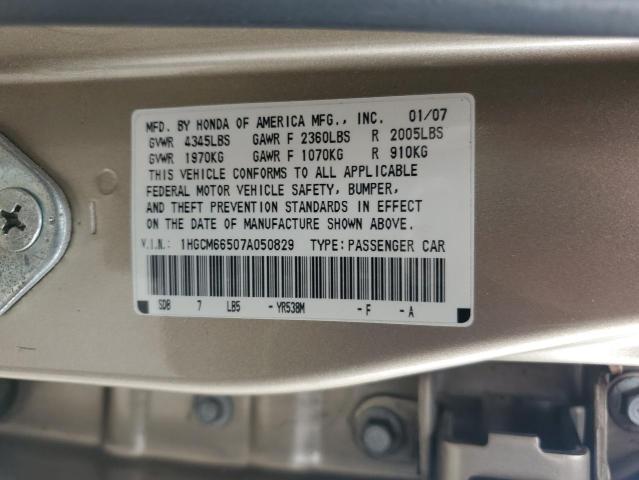 MFD. BY HONDA OF AMERICA MFG., INC. 01/07
GVWR 4345LBS GAWR F 2360LBS R 2005LBS
GVWR 1970KG GAWR F 1070KG R 910KG
THIS VEHICLE CONFORMS TO ALL APPLICABLE
FEDERAL MOTOR VEHICLE SAFETY, BUMPER,
AND THEFT PREVENTION STANDARDS IN EFFECT
ON THE DATE OF MANUFACTURE SHOWN ABOVE.
V.I.N.: 1HGCM66507A050829 TYPE: PASSENGER CAR
SDB 7 LB5 -YR538M -F -A